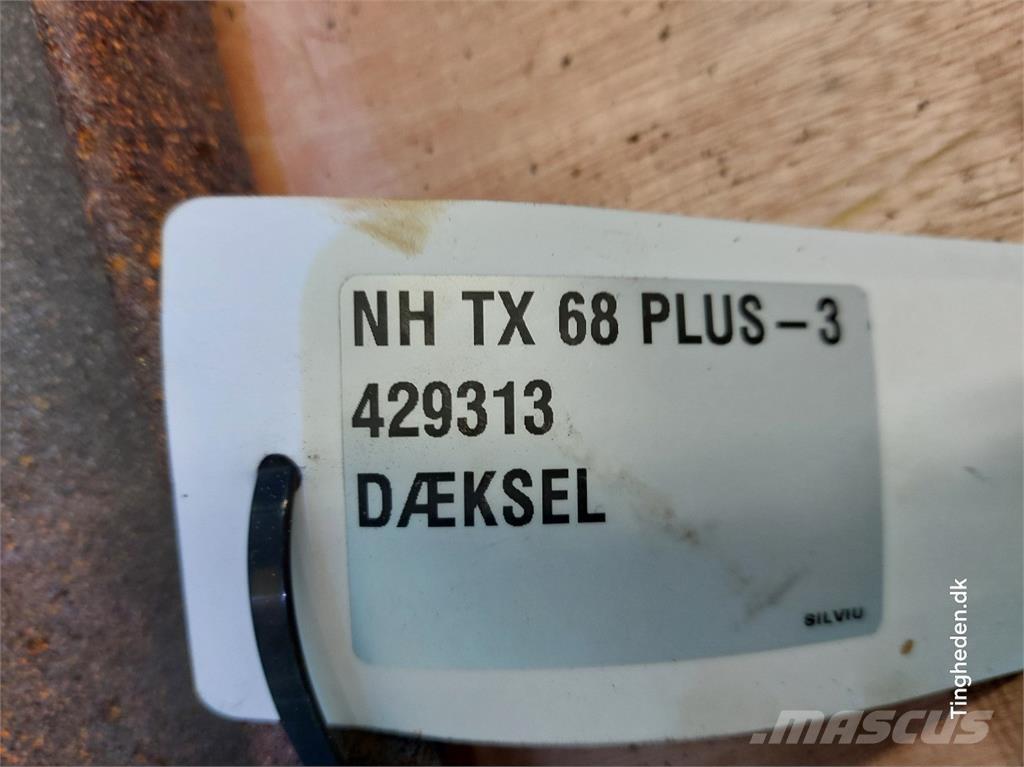 NH TX 68 PLUS-3
429313
DÆKSEL
SILVIU
Tingheden.dk
MASCUS